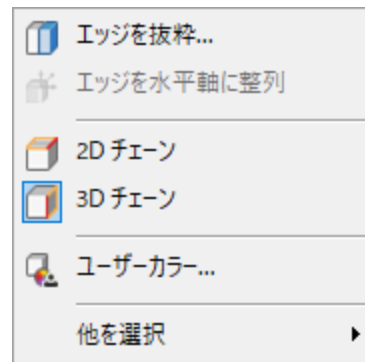 エッジを抜粋...
エッジを水平軸に整列
2D チェーン
3D チェーン
ユーザーカラー...
他を選択